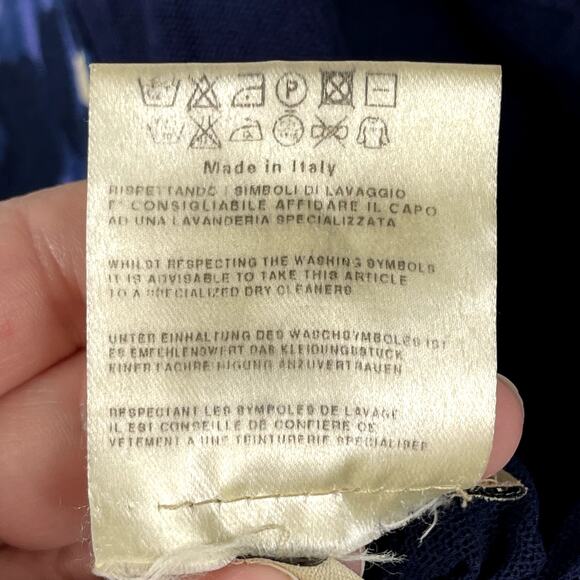 P
Made in Italy
RISPETTANDO I SIMBOLI DI LAVAGGIO
E' CONSIGLIABILE AFFIDARE IL CAPO
AD UNA LAVANDERIA SPECIALIZZATA
WHILST RESPECTING THE WASHING SYMBOLS
IT IS ADVISABLE TO TAKE THIS ARTICLE
TO A SPECIALIZED DRY CLEANERS
UNTER EINHALTUNG DES WASCHSYMBOLES IST
ES EMFEHLENSWERT DAS KLEIDUNGSSTUCK
EINER FACHREINIGUNG ANZUVERTRAUEN
RESPECTANT LES SYMBOLES DE LAVAGE
IL EST CONSEILLE DE CONFIERE CE
VETEMENT A UNE TEINTURERIE SPECIALISEE